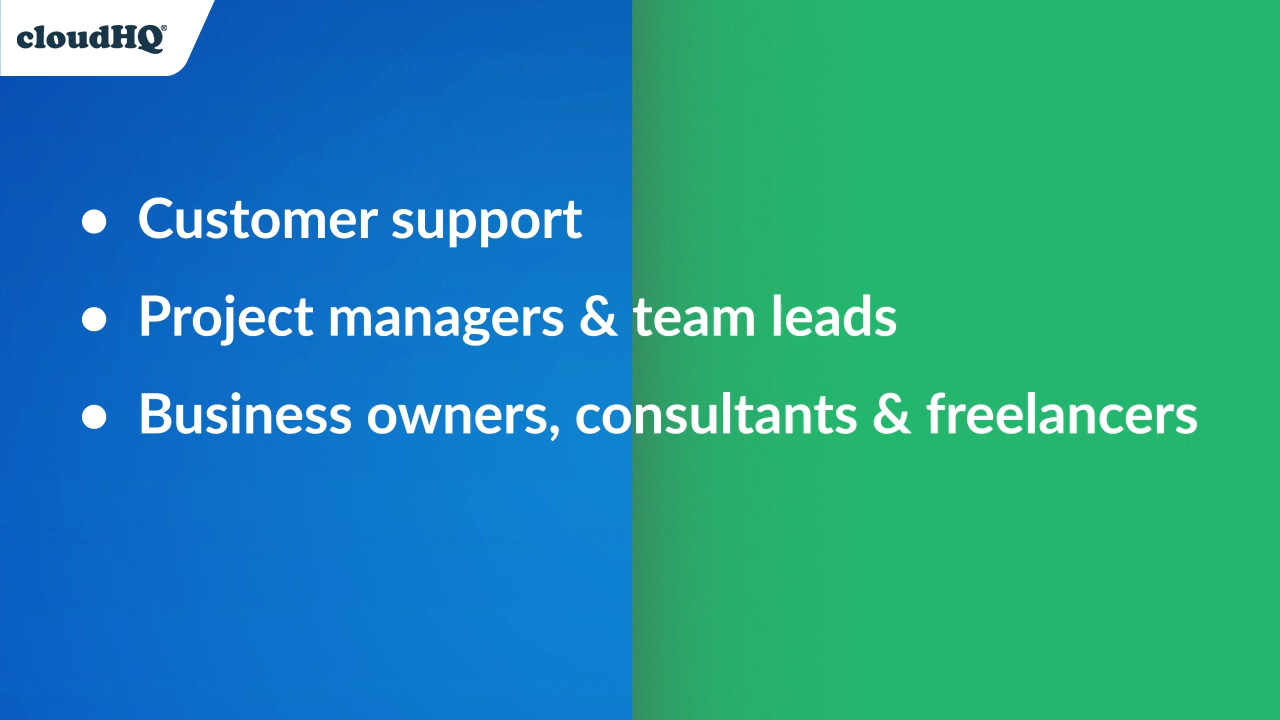 cloudHQ®
• Customer support
• Project managers & team leads
• Business owners, consultants & freelancers